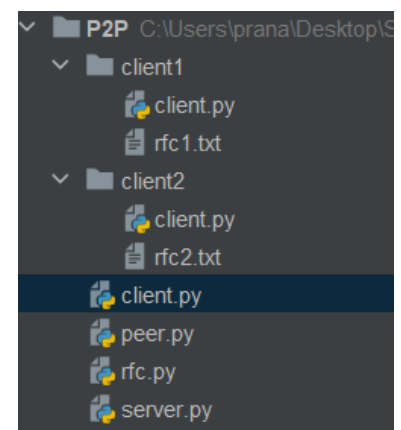 P2P C:\Users\prana\Desktop\S
client1
client.py
rfc1.txt
client2
client.py
rfc2.txt
client.py
peer.py
rfc.py
server.py